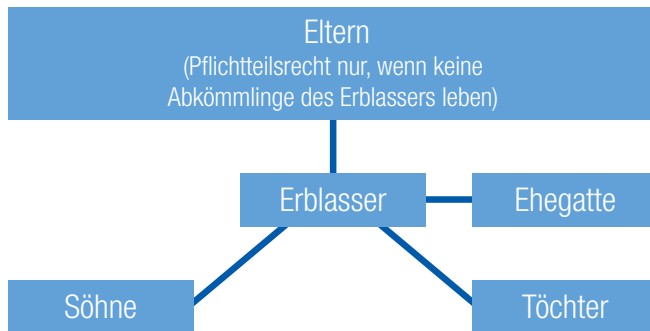 Eltern
(Pflichtteilsrecht nur, wenn keine
Abkömmlinge des Erblassers leben)
Erblasser
Ehegatte
Söhne
Töchter